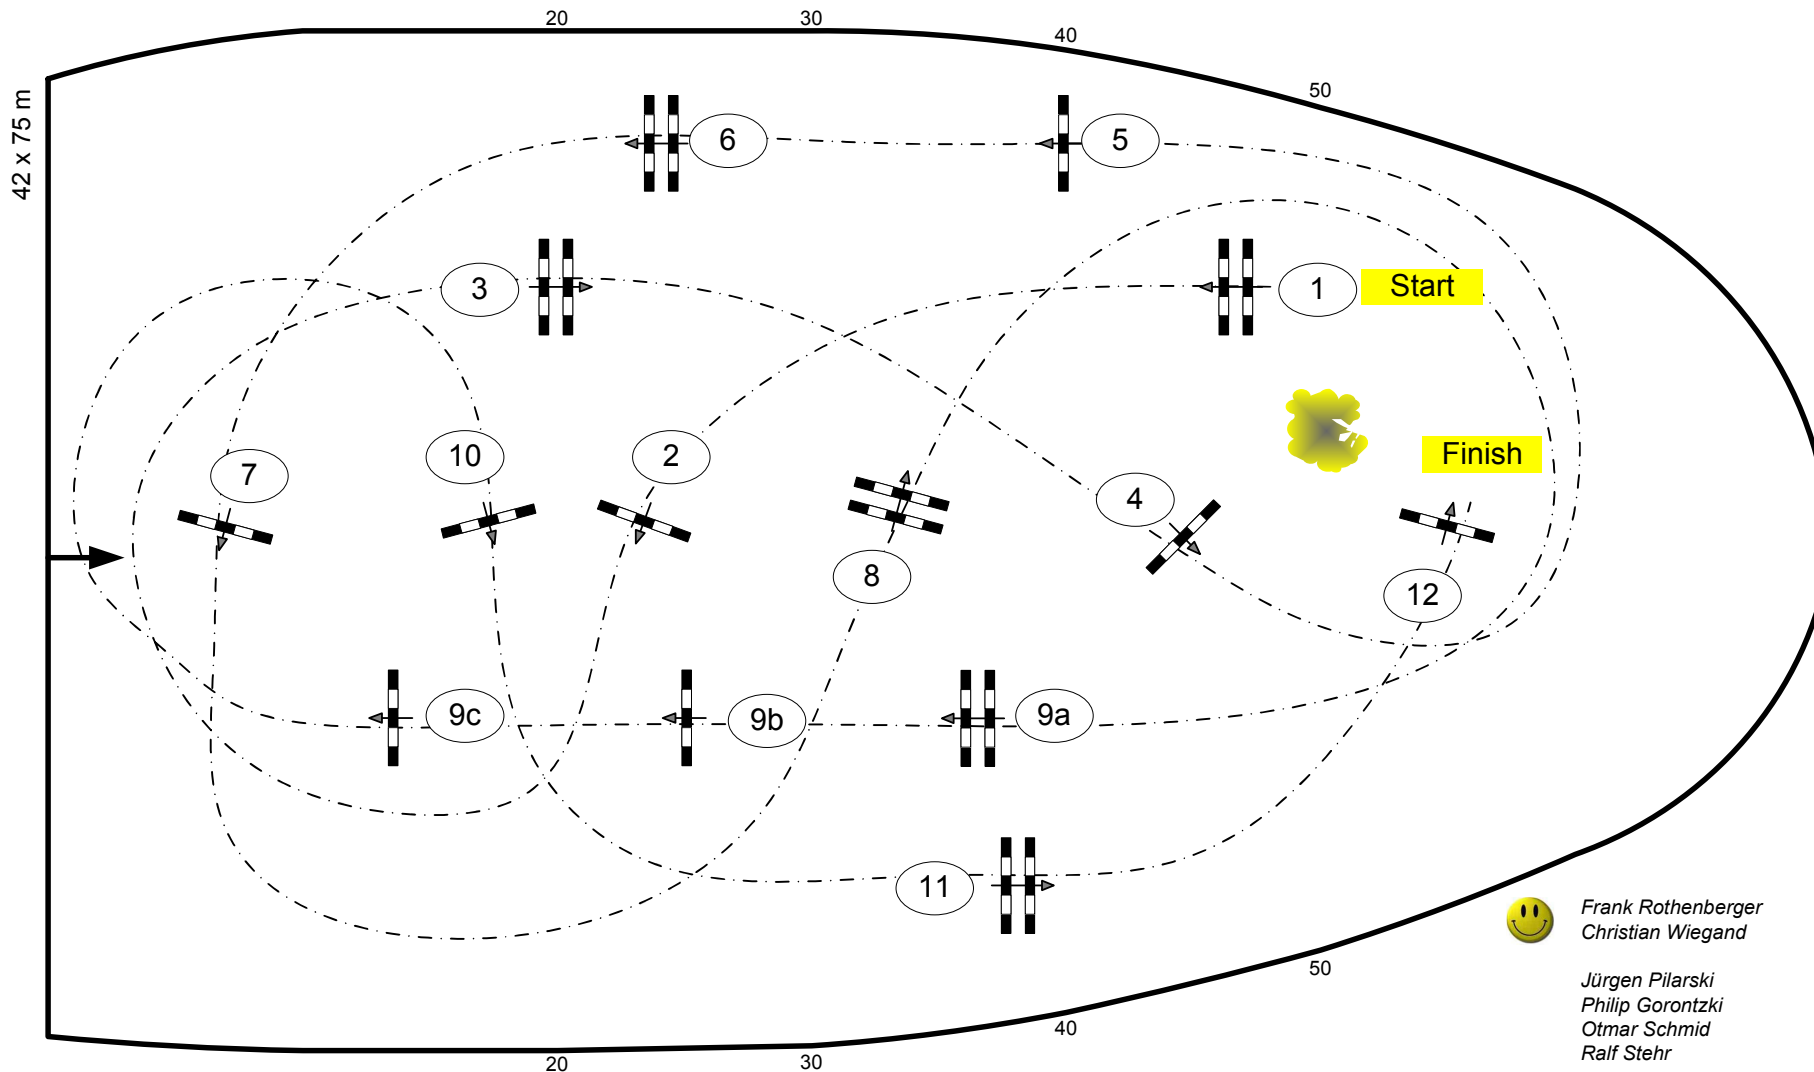 20
30
40
50
42 x 75 m
6
5
3
1
Start
7
10
2
4
Finish
8
12
9c
9b
9a
11
Frank Rothenberger
Christian Wiegand
Jürgen Pilarski
Philip Gorontzki
Otmar Schmid
Ralf Stehr
50
40
30
20